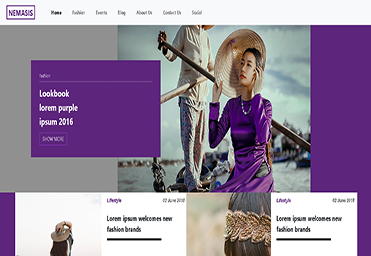 NEMASIS
Home Fashion Events Blog About Us Contact Us Social
Fashion
Lookbook
lorem purple
ipsum 2016
SHOW MORE
Lifestyle 02 June 2018
Lorem ipsum welcomes new
fashion brands
Lifestyle 02 June 2018
Lorem ipsum welcomes new
fashion brands